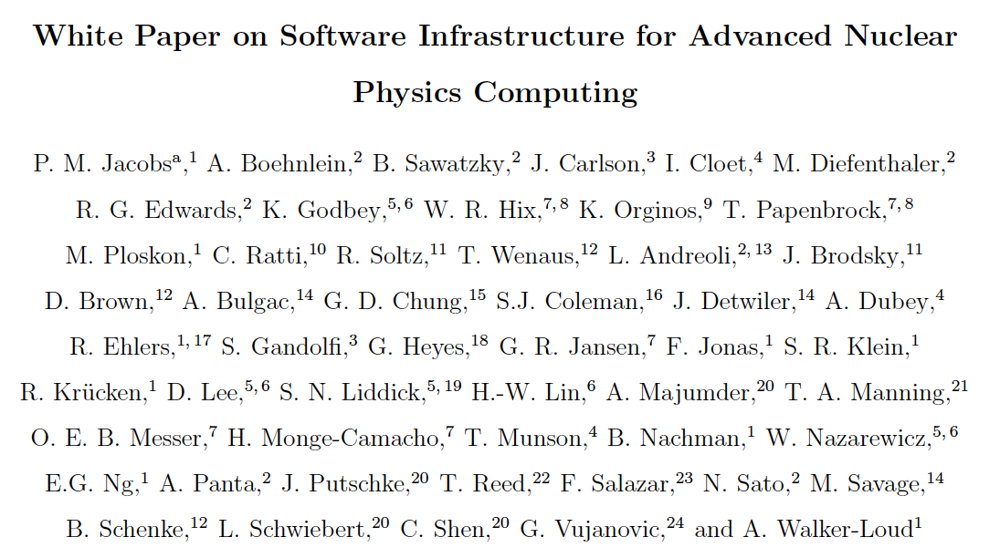 White Paper on Software Infrastructure for Advanced Nuclear
Physics Computing
P. M. Jacobsᵃ,¹ A. Boehnlein,² B. Sawatzky,² J. Carlson,³ I. Cloet,⁴ M. Diefenthaler,²
R. G. Edwards,² K. Godbey,⁵,⁶ W. R. Hix,⁷,⁸ K. Orginos,⁹ T. Papenbrock,⁷,⁸
M. Ploskon,¹ C. Ratti,¹⁰ R. Soltz,¹¹ T. Wenaus,¹² L. Andreoli,²,¹³ J. Brodsky,¹¹
D. Brown,¹² A. Bulgac,¹⁴ G. D. Chung,¹⁵ S.J. Coleman,¹⁶ J. Detwiler,¹⁴ A. Dubey,⁴
R. Ehlers,¹,¹⁷ S. Gandolfi,³ G. Heyes,¹⁸ G. R. Jansen,⁷ F. Jonas,¹ S. R. Klein,¹
R. Krücken,¹ D. Lee,⁵,⁶ S. N. Liddick,⁵,¹⁹ H.-W. Lin,⁶ A. Majumder,²⁰ T. A. Manning,²¹
O. E. B. Messer,⁷ H. Monge-Camacho,⁷ T. Munson,⁴ B. Nachman,¹ W. Nazarewicz,⁵,⁶
E.G. Ng,¹ A. Panta,² J. Putschke,²⁰ T. Reed,²² F. Salazar,²³ N. Sato,² M. Savage,¹⁴
B. Schenke,¹² L. Schwiebert,²⁰ C. Shen,²⁰ G. Vujanovic,²⁴ and A. Walker-Loud¹